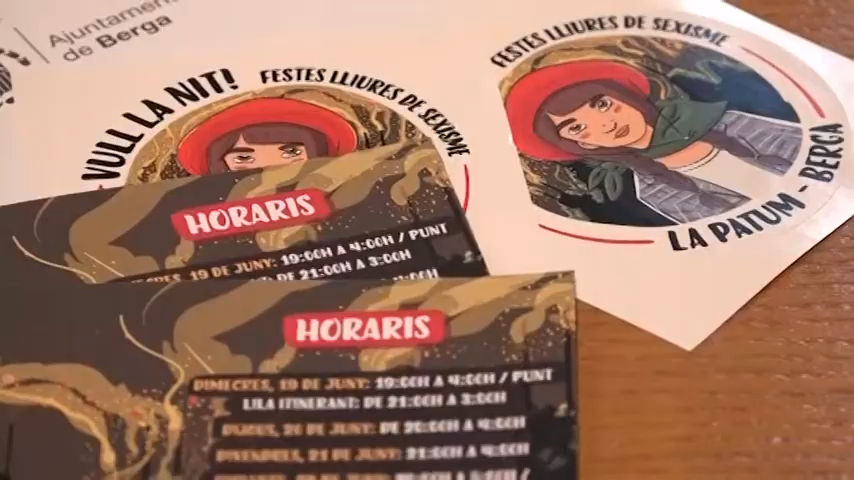 Ajuntament
de Berga
VULL LA NIT!
FESTES LLIURES DE SEXISME
FESTES LLIURES DE SEXISME
LA PATUM - BERGA
HORARIS
19 DE JUNY: 19:00H A 4:00H / PUNT
DE 21:00H A 3:00H
HORARIS
DIMECRES, 19 DE JUNY: 19:00H A 4:00H / PUNT
LILA ITINERANT: DE 21:00H A 3:00H
DIJOUS, 20 DE JUNY: DE 20:00H A 4:00H
DIVENDRES, 21 DE JUNY: 21:00H A 4:00H